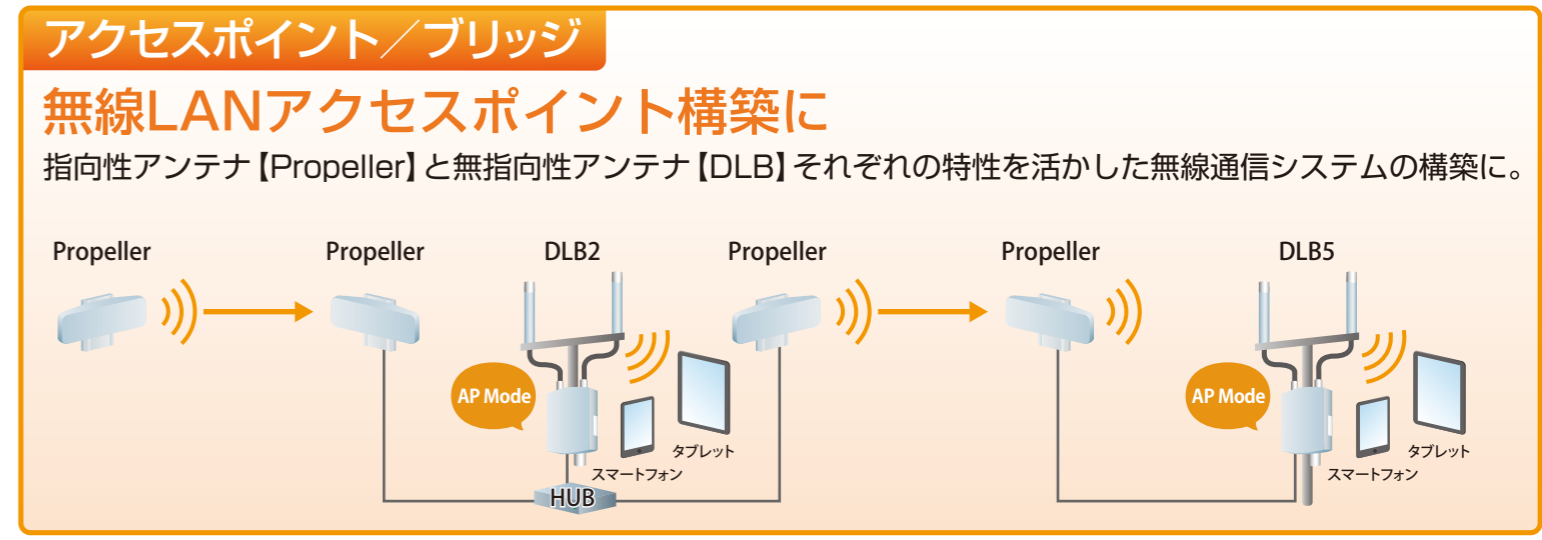 アクセスポイント／ブリッジ
無線LANアクセスポイント構築に
指向性アンテナ【Propeller】と無指向性アンテナ【DLB】それぞれの特性を活かした無線通信システムの構築に。
Propeller Propeller DLB2 Propeller Propeller DLB5
AP Mode AP Mode
タブレット タブレット
スマートフォン スマートフォン
HUB